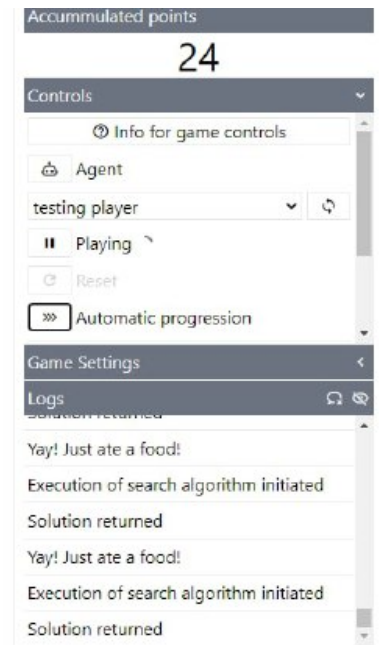 Accummulated points
24
Controls
Info for game controls
Agent
testing player
Playing
Reset
Automatic progression
Game Settings
Logs
Solution returned
Yay! Just ate a food!
Execution of search algorithm initiated
Solution returned
Yay! Just ate a food!
Execution of search algorithm initiated
Solution returned